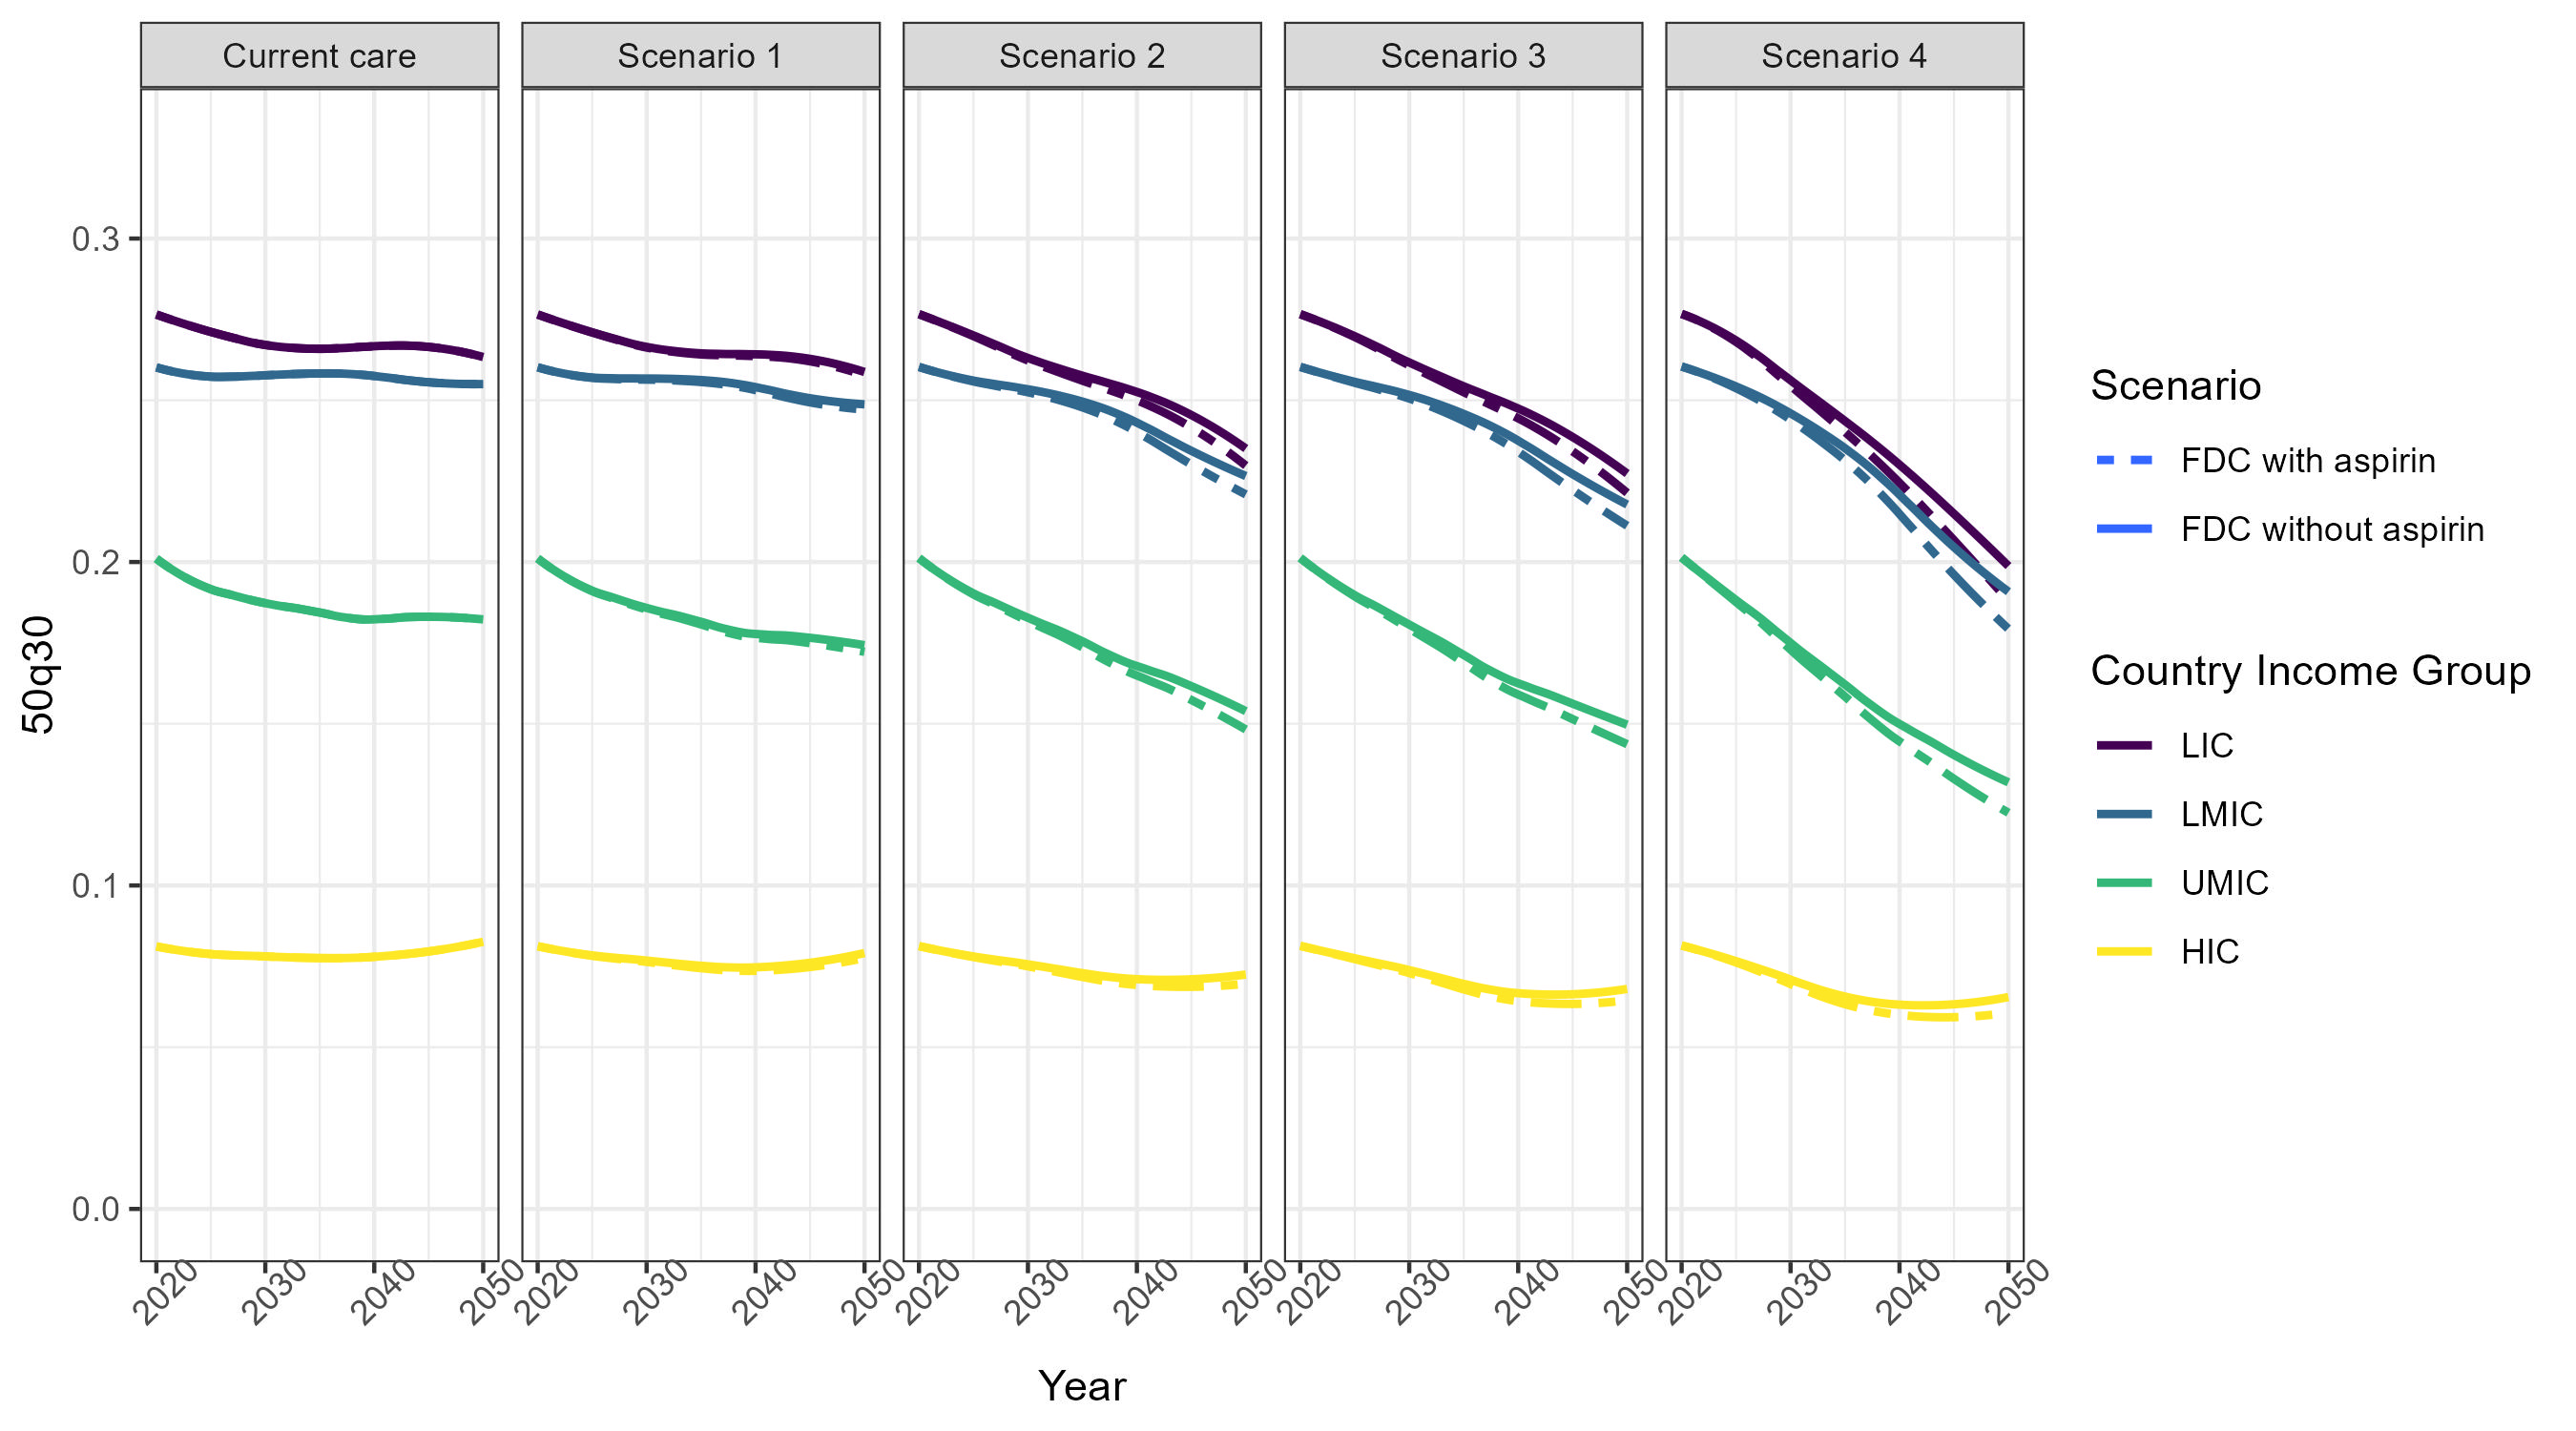 Current care
Scenario 1
Scenario 2
Scenario 3
Scenario 4
0.3
0.2
0.1
0.0
50q30
2020 2030 2040 2050
2020 2030 2040 2050
2020 2030 2040 2050
2020 2030 2040 2050
2020 2030 2040 2050
Year
Scenario
FDC with aspirin
FDC without aspirin
Country Income Group
LIC
LMIC
UMIC
HIC